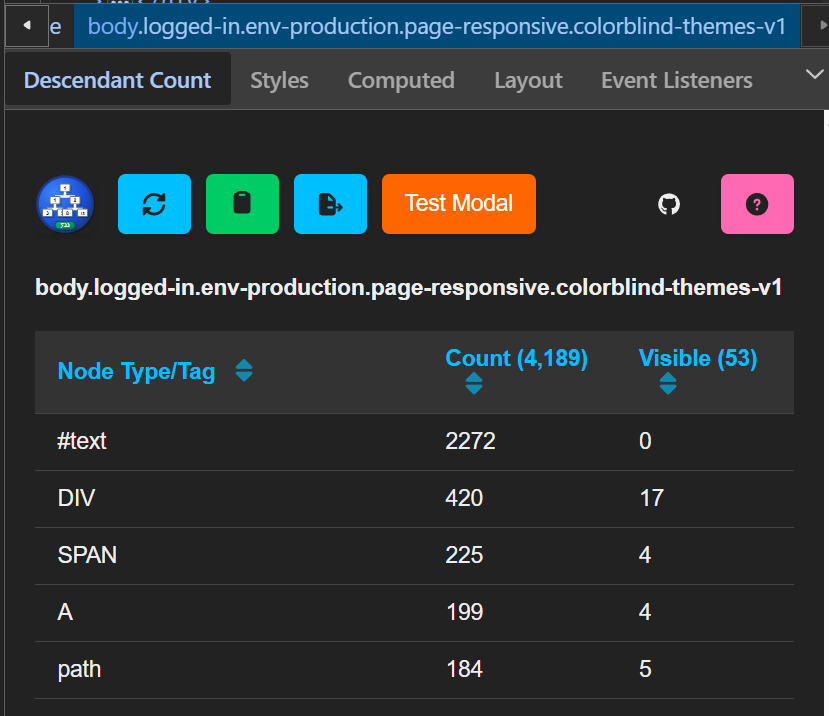 e
body.logged-in.env-production.page-responsive.colorblind-themes-v1
Descendant Count Styles Computed Layout Event Listeners
Test Modal ?
body.logged-in.env-production.page-responsive.colorblind-themes-v1
Node Type/Tag Count (4,189) Visible (53)
#text 2272 0
DIV 420 17
SPAN 225 4
A 199 4
path 184 5